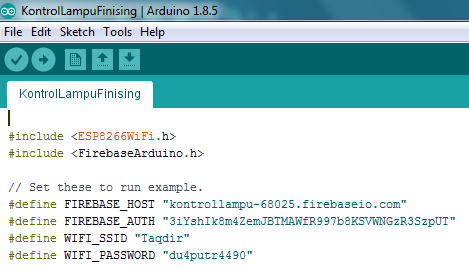 KontrolLampuFinising | Arduino 1.8.5
File Edit Sketch Tools Help
KontrolLampuFinising
#include <ESP8266WiFi.h>
#include <FirebaseArduino.h>
// Set these to run example.
#define FIREBASE_HOST "kontrollampu-68025.firebaseio.com"
#define FIREBASE_AUTH "3iYshIk8m4ZemJBTMAWfR997b8KSVWNGzR3SzpUT"
#define WIFI_SSID "Taqdir"
#define WIFI_PASSWORD "du4putr4490"